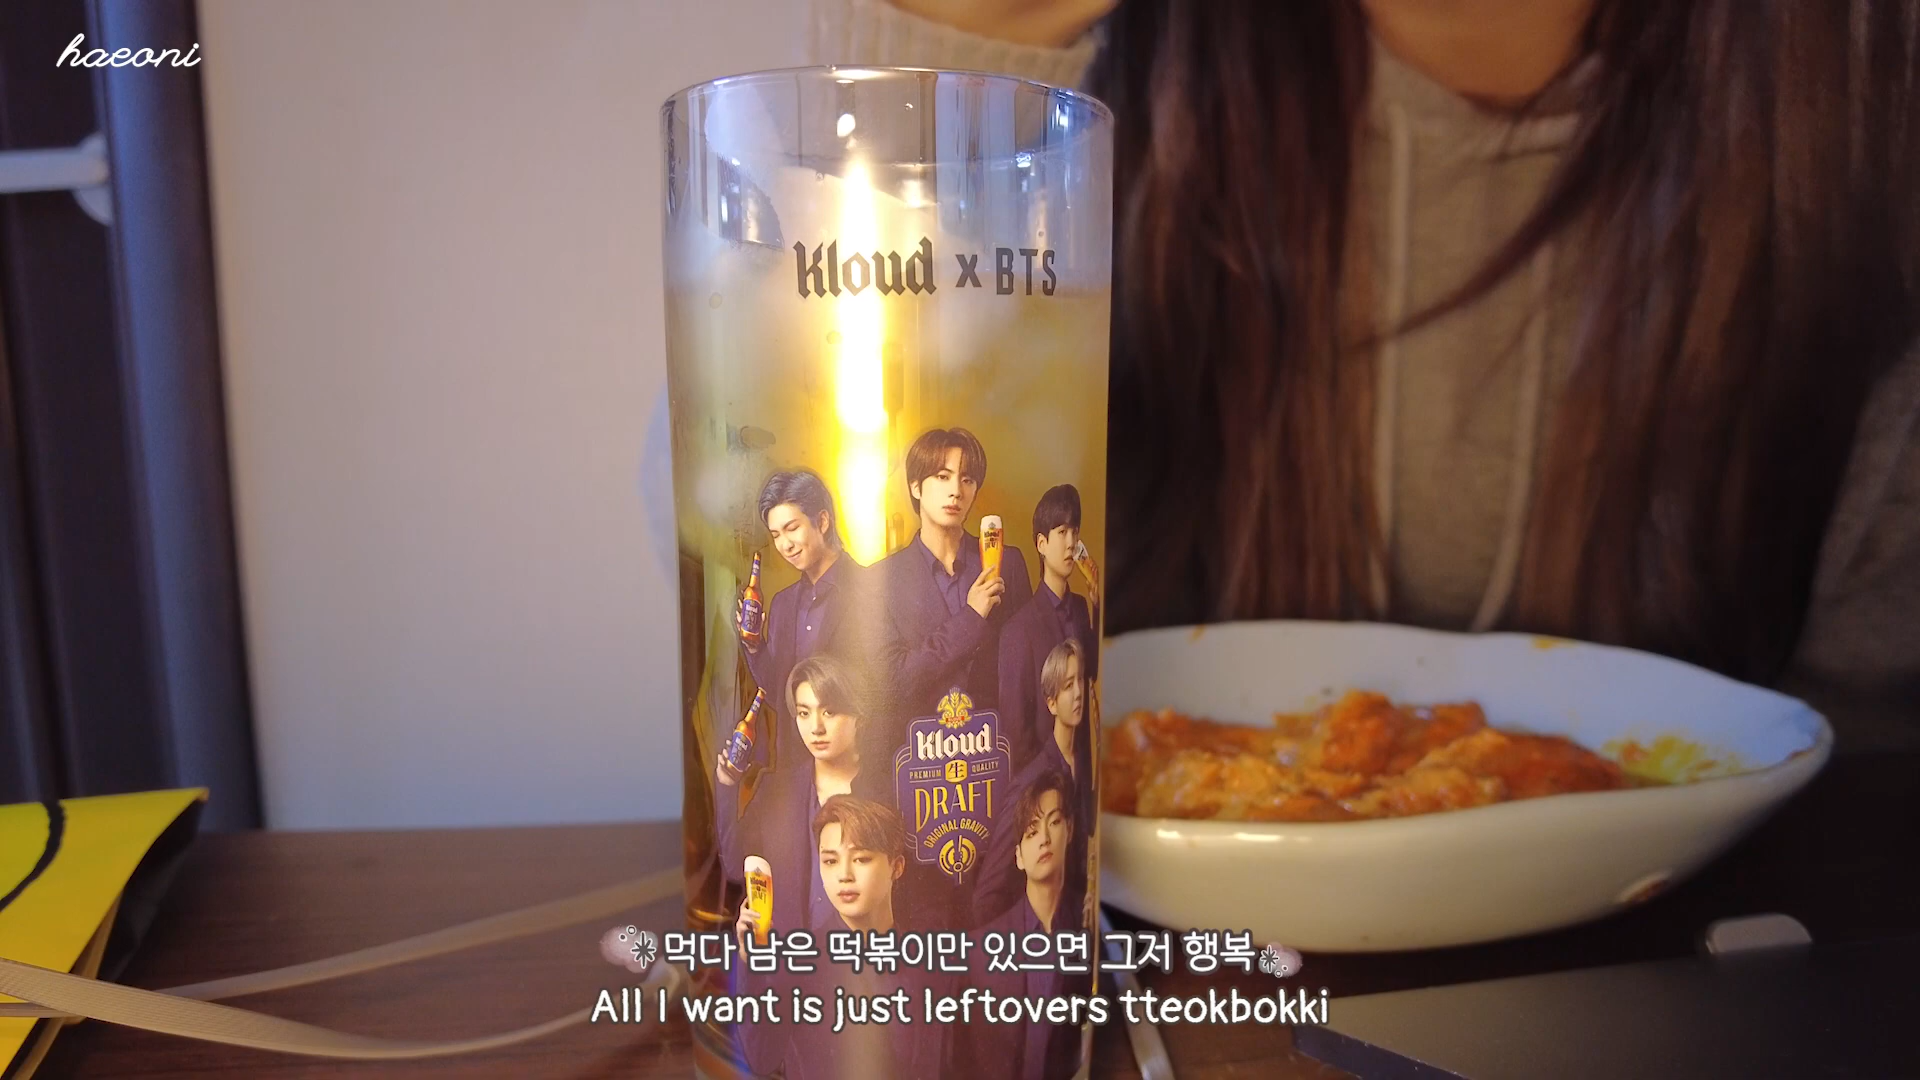 haeoni
Kloud x BTS
Kloud
PREMIUM 生 QUALITY
DRAFT
ORIGINAL GRAVITY
먹다 남은 떡볶이만 있으면 그저 행복
All I want is just leftovers tteokbokki